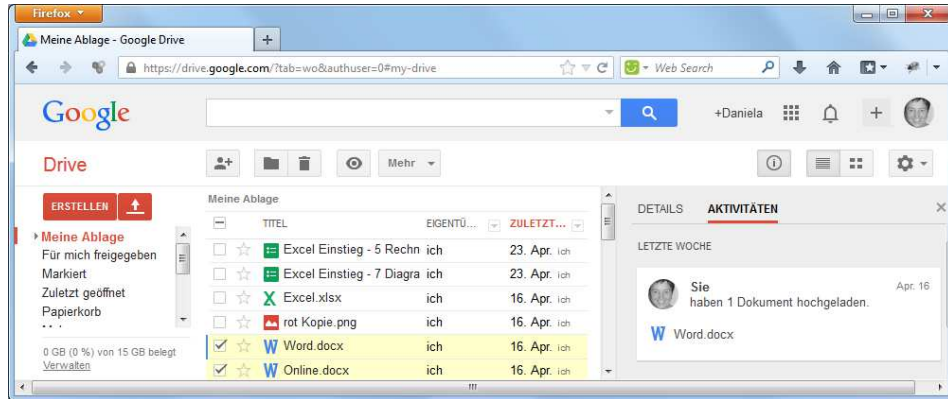 Firefox
Meine Ablage - Google Drive
https://drive.google.com/?tab=wo&authuser=0#my-drive
Web Search
Google
+Daniela
Drive
Mehr
ERSTELLEN
Meine Ablage
Für mich freigegeben
Markiert
Zuletzt geöffnet
Papierkorb
0 GB (0 %) von 15 GB belegt
Verwalten
Meine Ablage
TITEL EIGENTÜ... ZULETZT...
Excel Einstieg - 5 Rechn ich 23. Apr. ich
Excel Einstieg - 7 Diagra ich 23. Apr. ich
Excel.xlsx ich 16. Apr. ich
rot Kopie.png ich 16. Apr. ich
Word.docx ich 16. Apr. ich
Online.docx ich 16. Apr. ich
DETAILS AKTIVITÄTEN
LETZTE WOCHE
Sie Apr. 16
haben 1 Dokument hochgeladen.
Word.docx